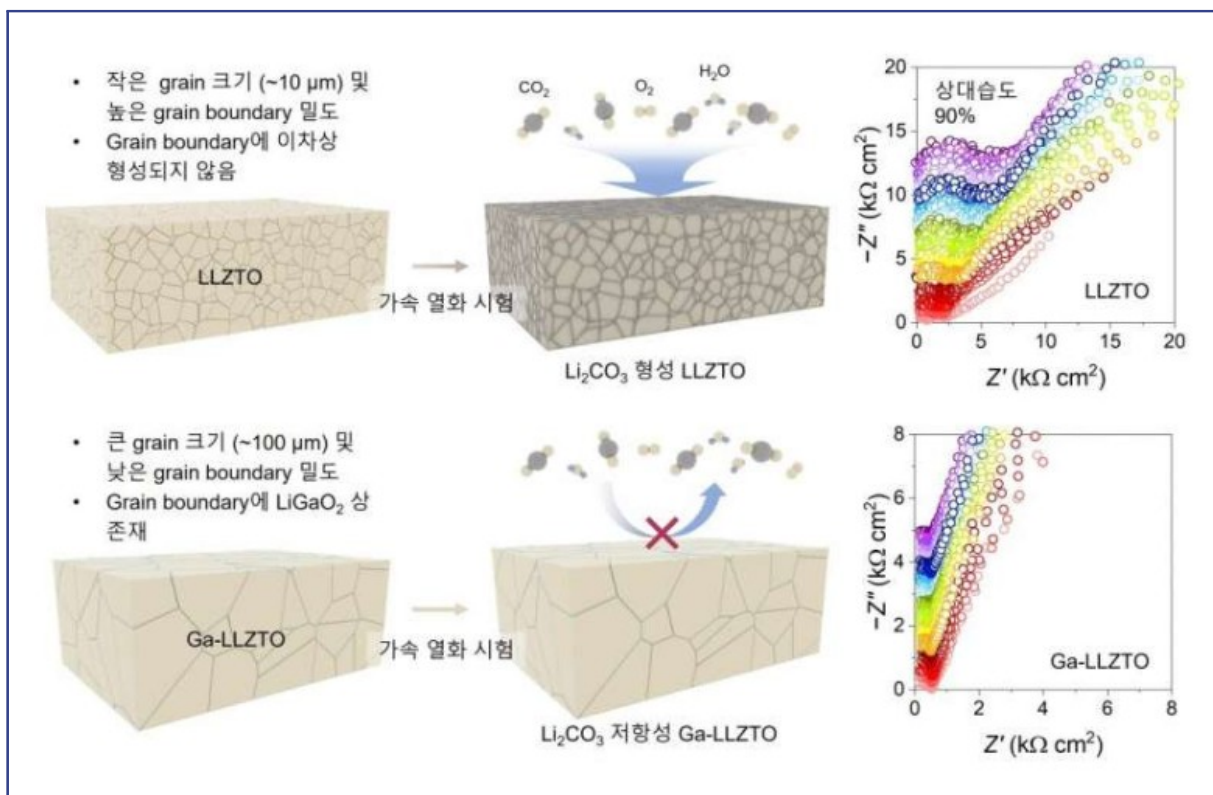 • 작은 grain 크기 (~10 μm) 및
높은 grain boundary 밀도
• Grain boundary에 이차상
형성되지 않음
LLZTO
가속 열화 시험
CO₂
O₂
H₂O
Li₂CO₃ 형성 LLZTO
상대습도
90%
LLZTO
−Z″ (kΩ cm²)
20
15
10
5
0
0 5 10 15 20
Z′ (kΩ cm²)
• 큰 grain 크기 (~100 μm) 및
낮은 grain boundary 밀도
• Grain boundary에 LiGaO₂ 상
존재
Ga-LLZTO
가속 열화 시험
Li₂CO₃ 저항성 Ga-LLZTO
Ga-LLZTO
−Z″ (kΩ cm²)
8
6
4
2
0
0 2 4 6 8
Z′ (kΩ cm²)